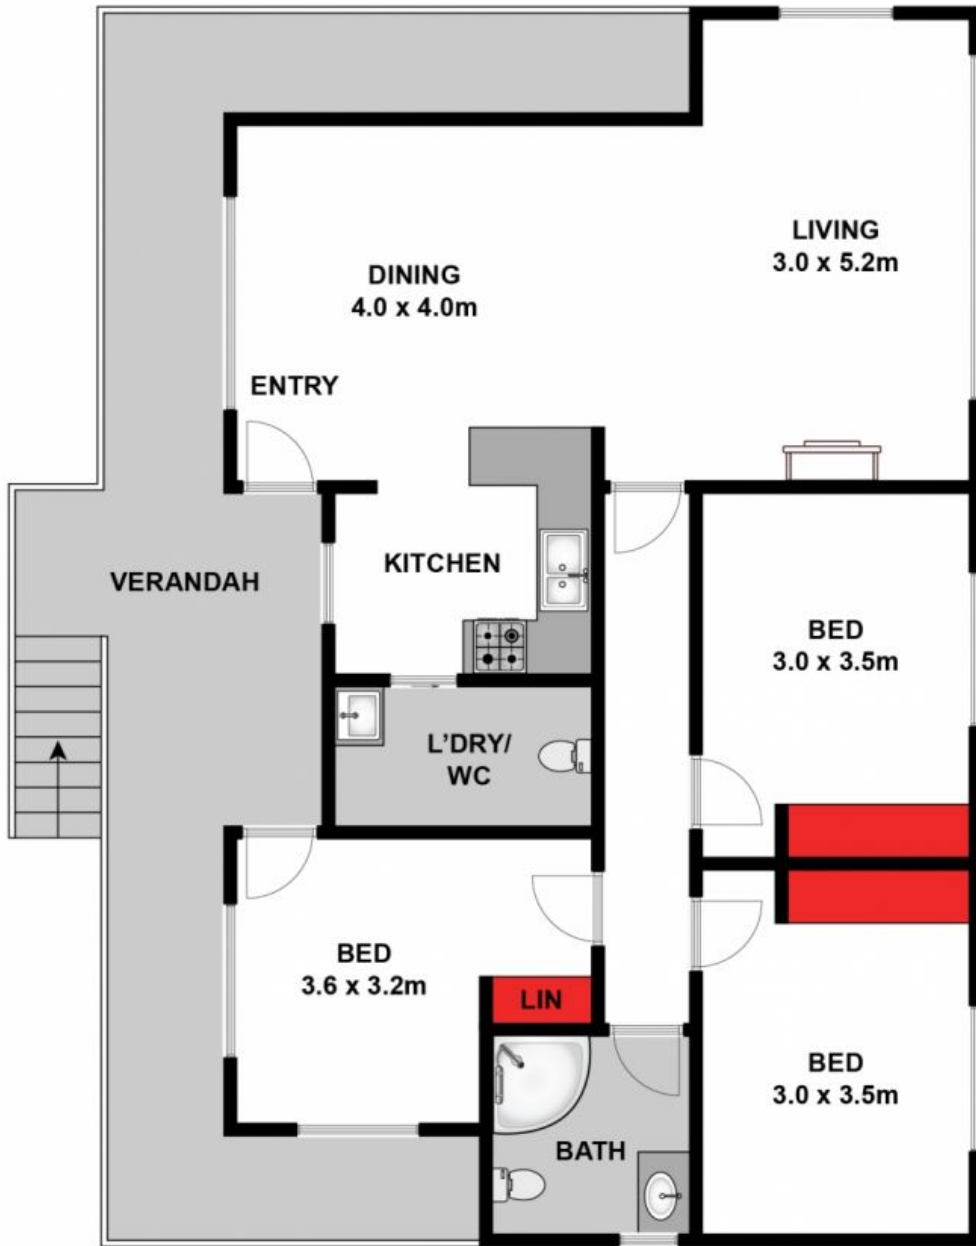 LIVING
3.0 x 5.2m
DINING
4.0 x 4.0m
ENTRY
KITCHEN
VERANDAH
BED
3.0 x 3.5m
L'DRY/
WC
BED
3.6 x 3.2m
LIN
BED
3.0 x 3.5m
BATH